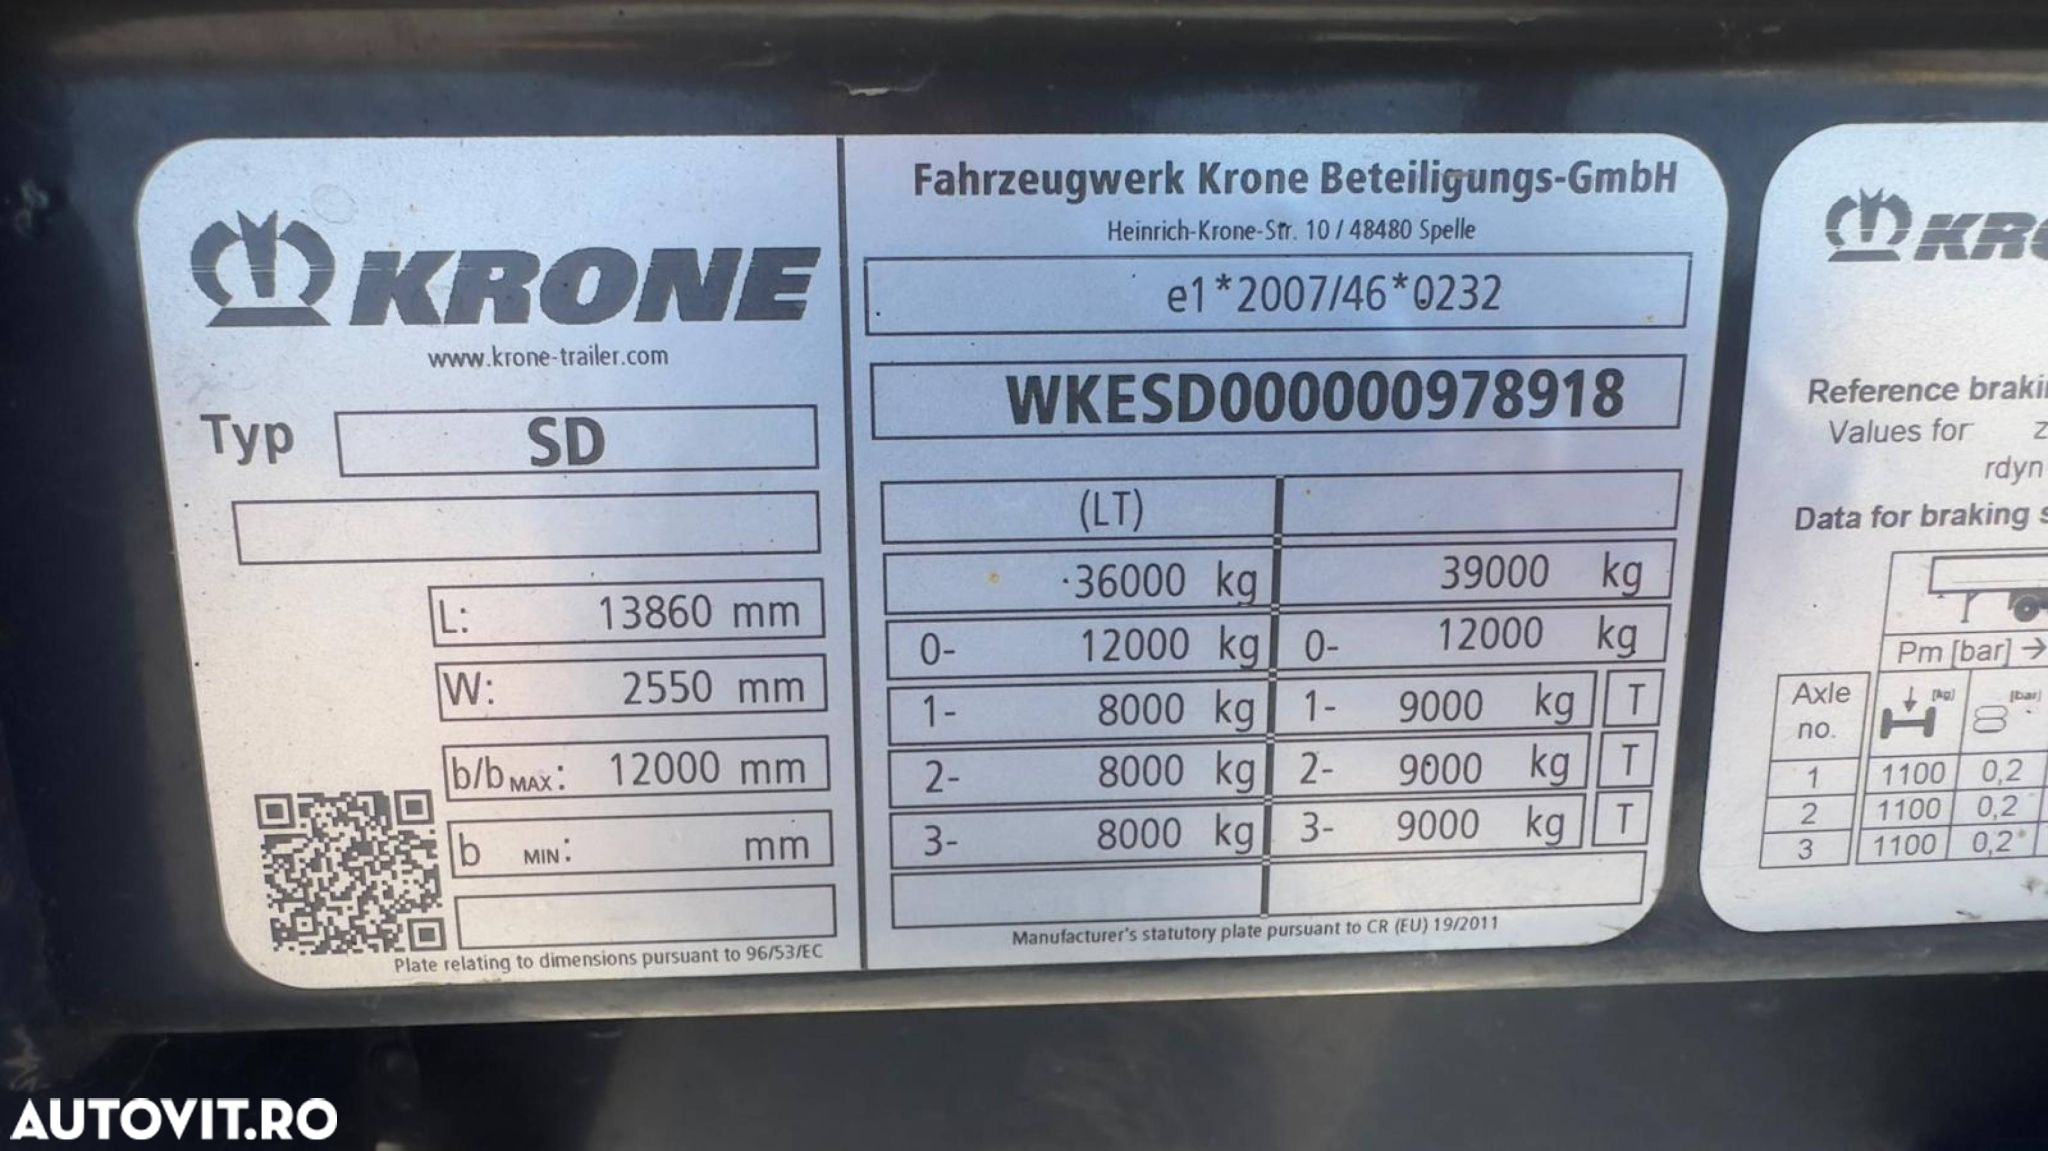 KRONE
www.krone-trailer.com
Typ SD
L: 13860 mm
W: 2550 mm
b/b MAX: 12000 mm
b MIN: mm
Plate relating to dimensions pursuant to 96/53/EC
Fahrzeugwerk Krone Beteiligungs-GmbH
Heinrich-Krone-Str. 10 / 48480 Spelle
e1*2007/46*0232
WKESD000000978918
(LT)
36000 kg 39000 kg
0- 12000 kg 0- 12000 kg
1- 8000 kg 1- 9000 kg T
2- 8000 kg 2- 9000 kg T
3- 8000 kg 3- 9000 kg T
Manufacturer's statutory plate pursuant to CR (EU) 19/2011
Reference
Values for
rdyn
Data for braking
Pm [bar] →
Axle no. [kg] [bar]
1 1100 0,2
2 1100 0,2
3 1100 0,2
AUTOVIT.RO